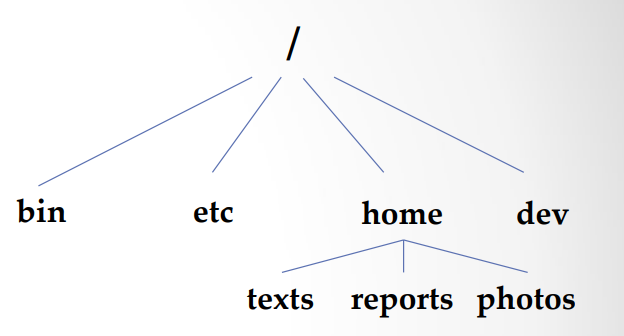 /
bin etc home dev
texts reports photos